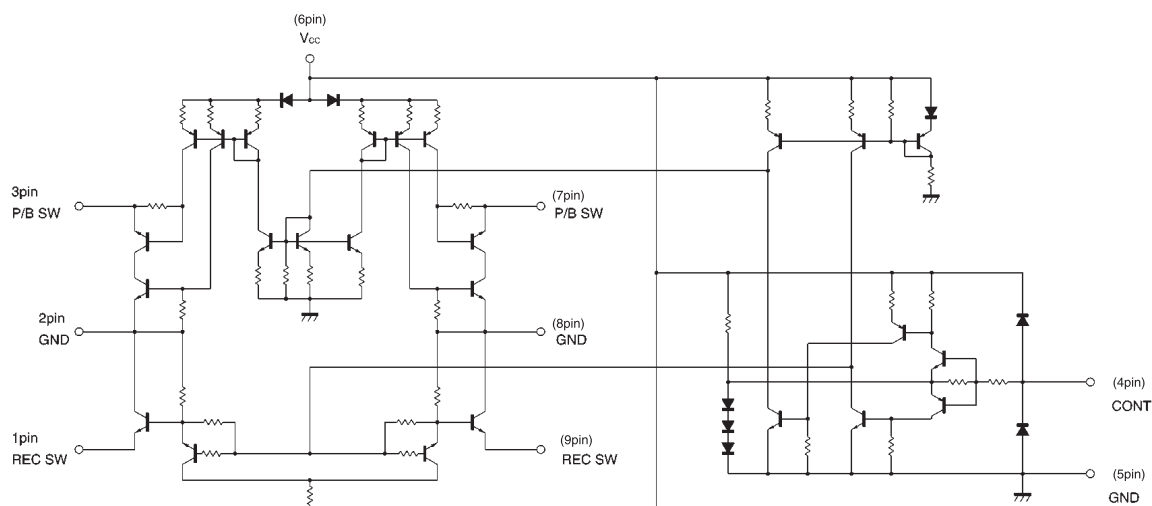 (6pin)
Vcc
3pin
P/B SW
(7pin)
P/B SW
2pin
GND
(8pin)
GND
(4pin)
CONT
1pin
REC SW
(9pin)
REC SW
(5pin)
GND